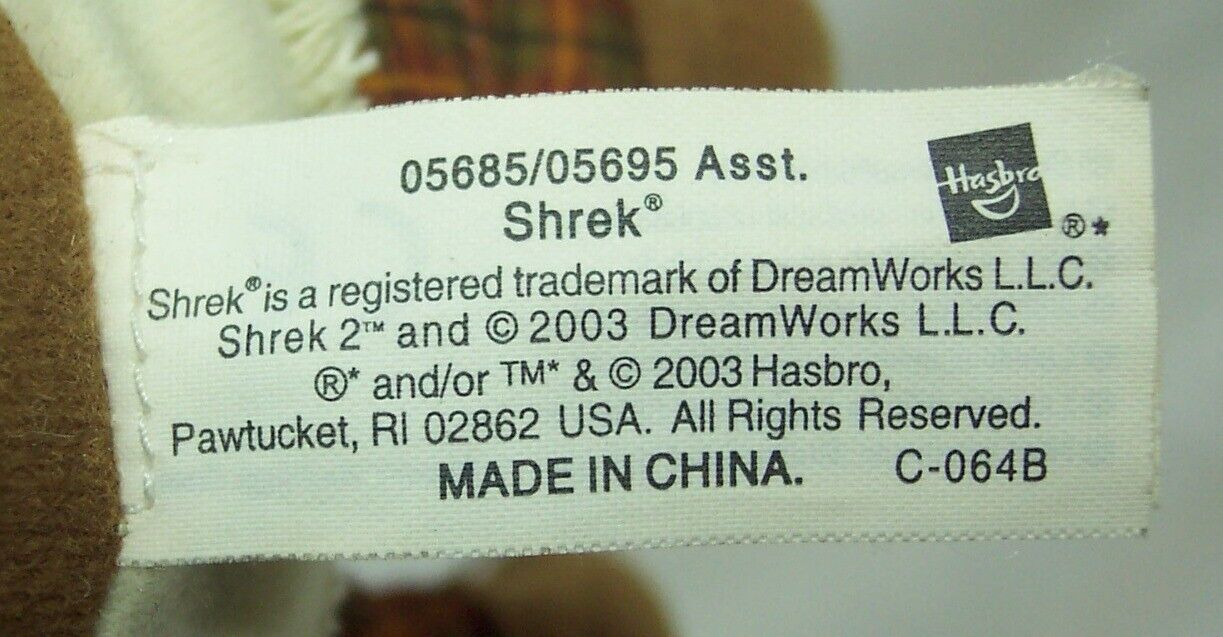 05685/05695 Asst.
Hasbro
®*
Shrek®
Shrek® is a registered trademark of DreamWorks L.L.C.
Shrek 2™ and © 2003 DreamWorks L.L.C.
®* and/or TM* & © 2003 Hasbro,
Pawtucket, RI 02862 USA. All Rights Reserved.
MADE IN CHINA. C-064B